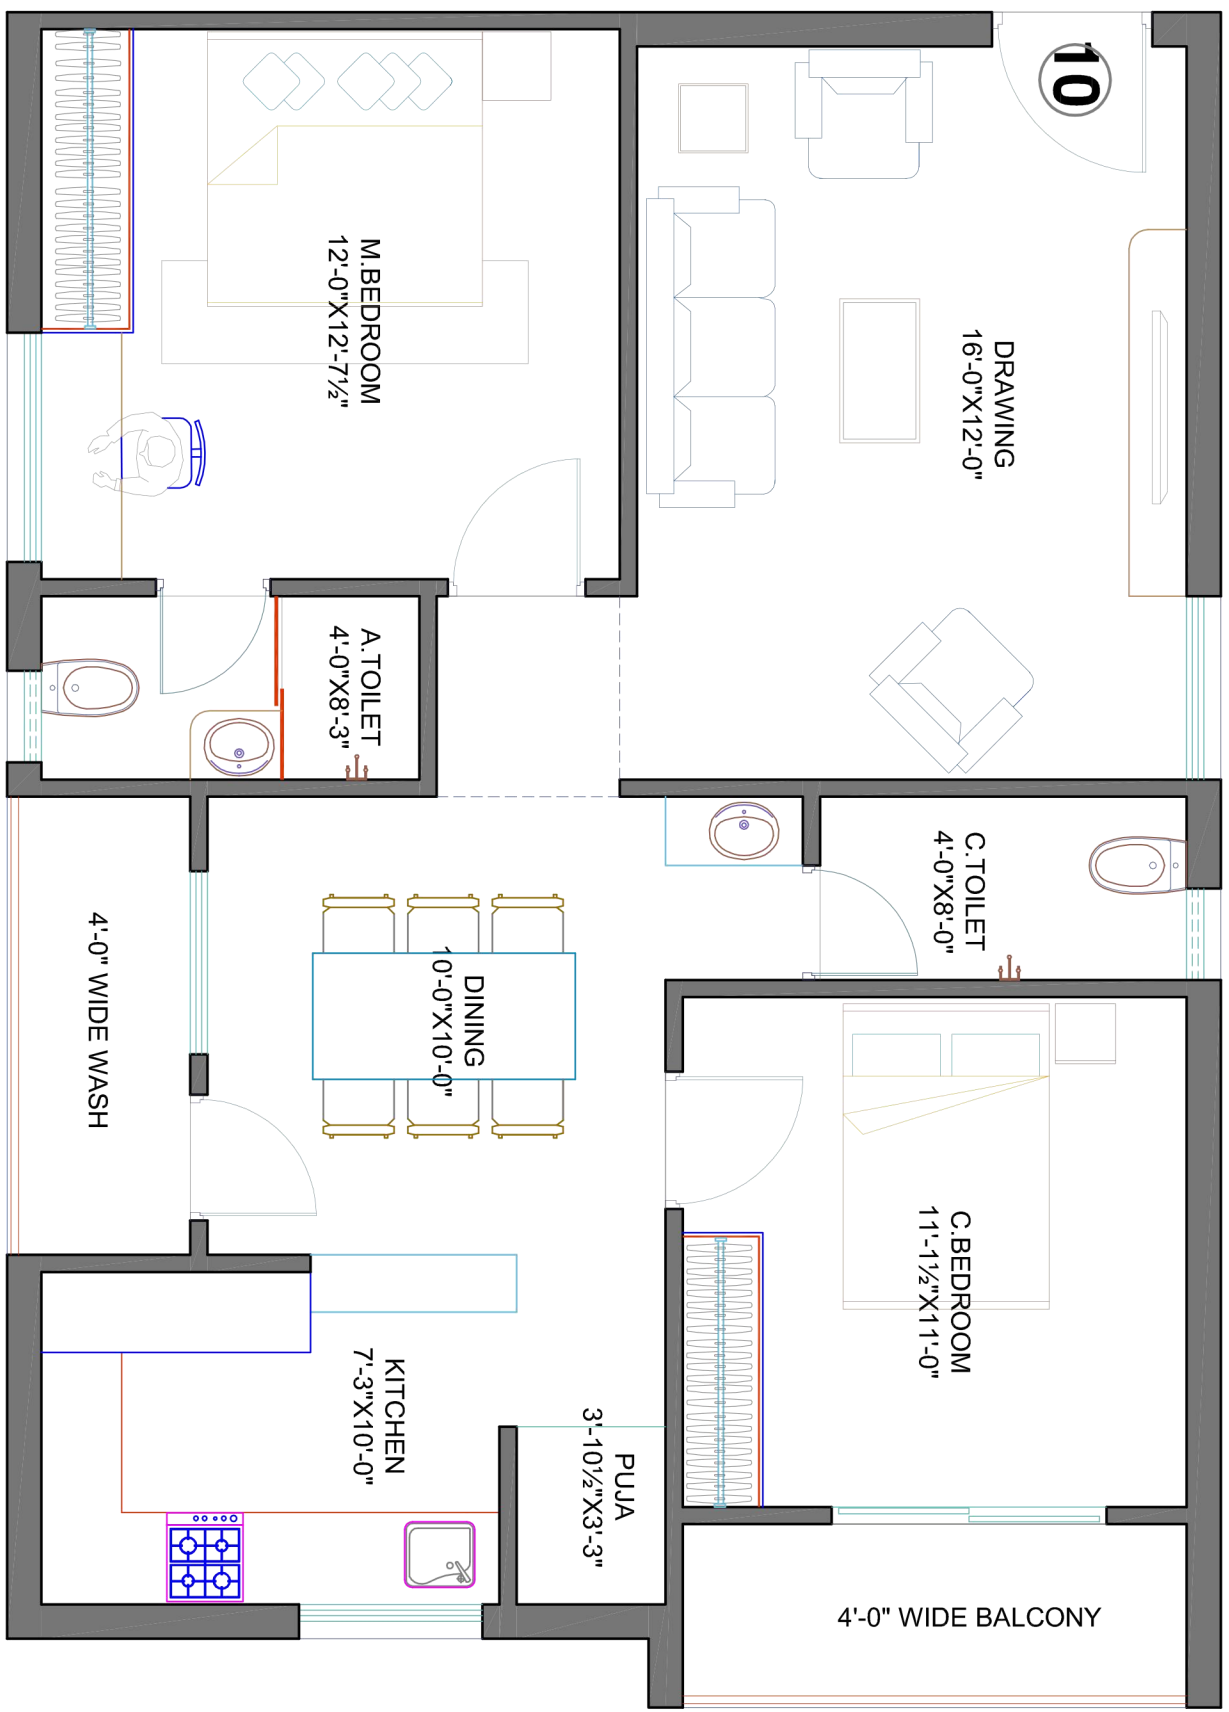 10
M.BEDROOM
12'-0"X12'-7½"
DRAWING
16'-0"X12'-0"
A.TOILET
4'-0"X8'-3"
C.TOILET
4'-0"X8'-0"
4'-0" WIDE WASH
DINING
10'-0"X10'-0"
C.BEDROOM
11'-1½"X11'-0"
KITCHEN
7'-3"X10'-0"
PUJA
3'-10½"X3'-3"
4'-0" WIDE BALCONY